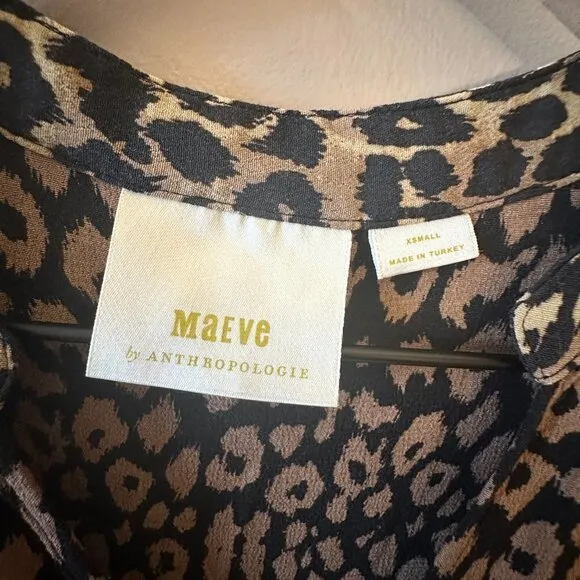 MaEve
by ANTHROPOLOGIE
XSMALL
MADE IN TURKEY